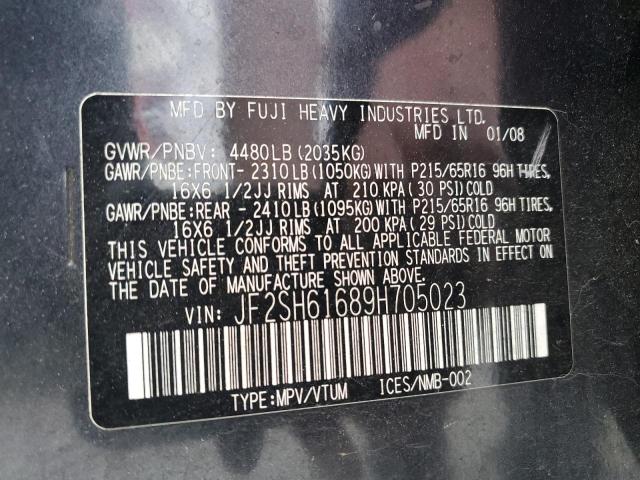 MFD BY FUJI HEAVY INDUSTRIES LTD.
MFD IN 01/08
GVWR/PNBV: 4480LB(2035KG)
GAWR/PNBE:FRONT- 2310LB(1050KG)WITH P215/65R16 96H TIRES,
16X6 1/2JJ RIMS AT 210 KPA(30 PSI)COLD
GAWR/PNBE:REAR - 2410LB(1095KG)WITH P215/65R16 96H TIRES,
16X6 1/2JJ RIMS AT 200 KPA(29 PSI)COLD
THIS VEHICLE CONFORMS TO ALL APPLICABLE FEDERAL MOTOR
VEHICLE SAFETY AND THEFT PREVENTION STANDARDS IN EFFECT ON
THE DATE OF MANUFACTURE SHOWN ABOVE.
VIN: JF2SH61689H705023
TYPE:MPV/VTUM ICES/NMB-002